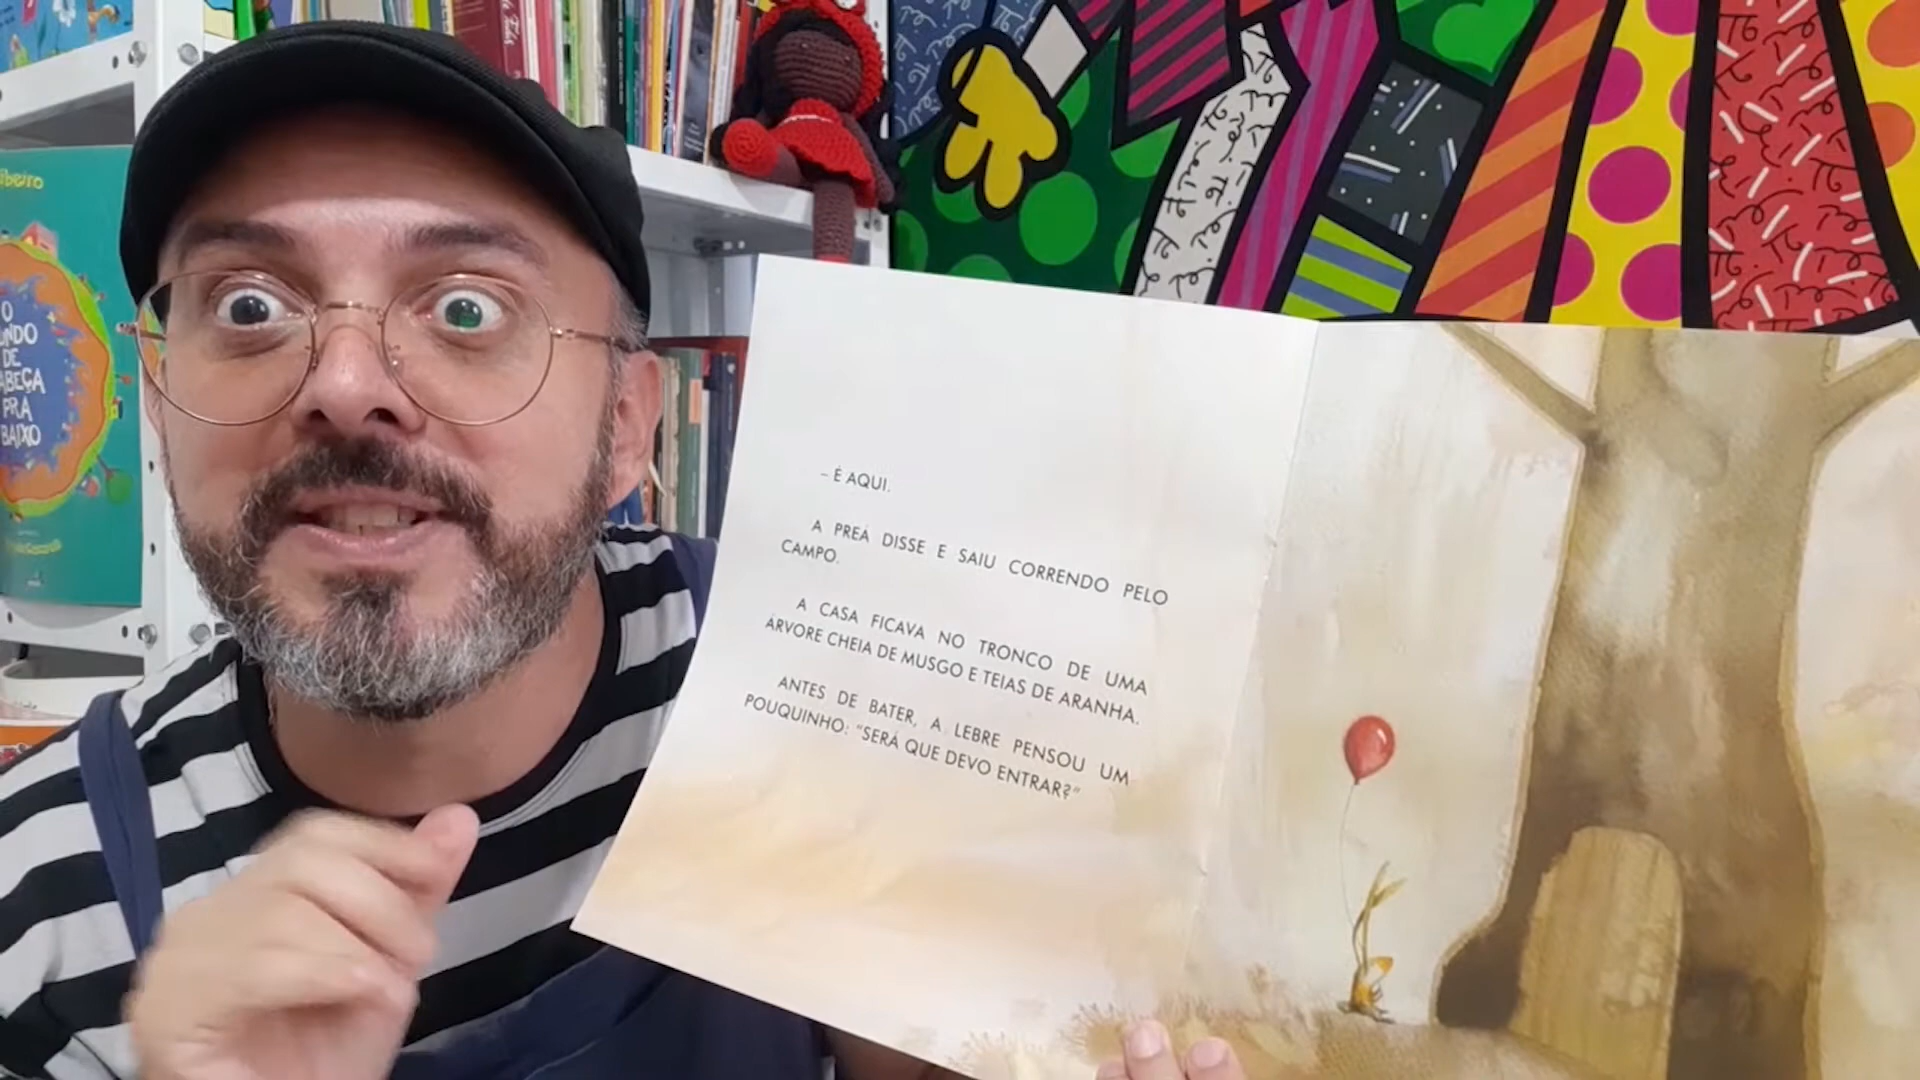 ibeiro
O
UNDO
DE
ABEÇA
PRA
BAIXO
– É AQUI.
A PREÁ DISSE E SAIU CORRENDO PELO
CAMPO.
A CASA FICAVA NO TRONCO DE UMA
ÁRVORE CHEIA DE MUSGO E TEIAS DE ARANHA.
ANTES DE BATER, A LEBRE PENSOU UM
POUQUINHO: “SERÁ QUE DEVO ENTRAR?”